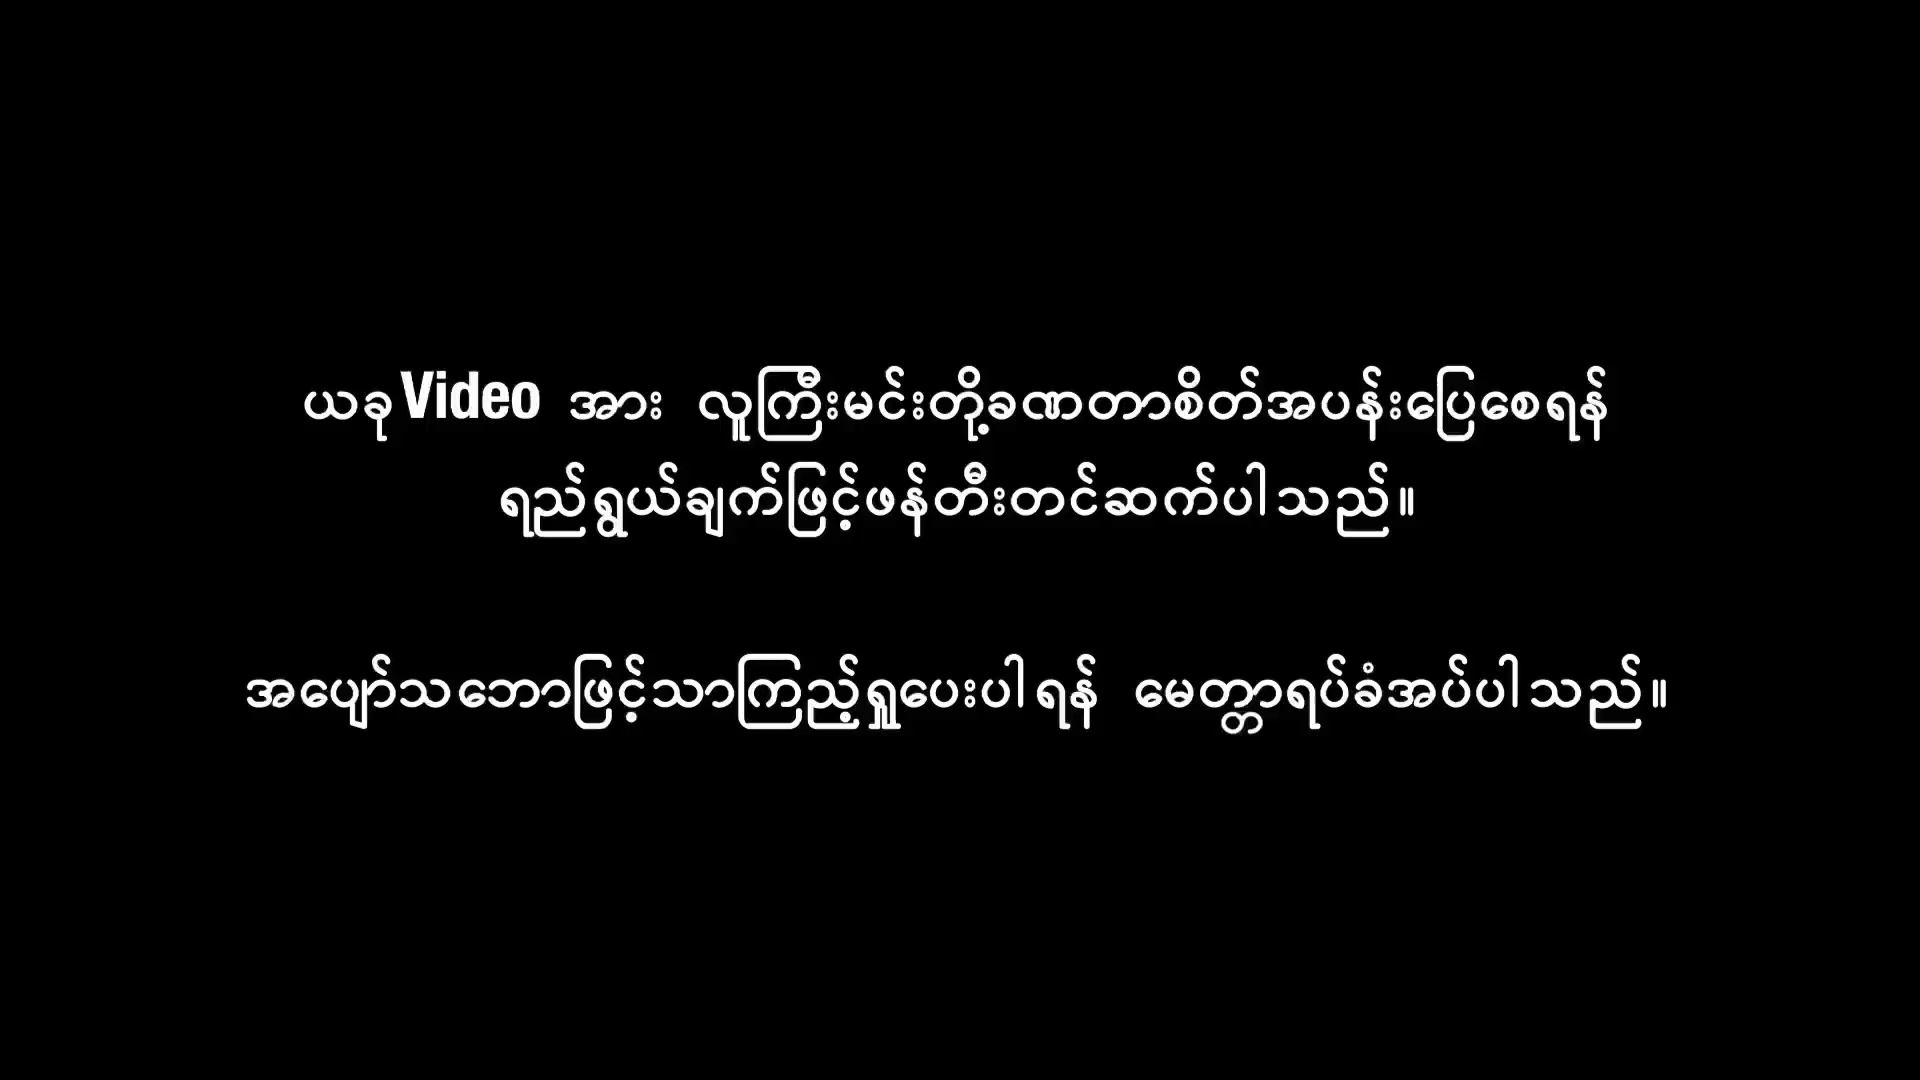 ယခုVideo အား လူကြီးမင်းတို့ခဏတာစိတ်အပန်းပြေစေရန်
ရည်ရွယ်ချက်ဖြင့်ဖန်တီးတင်ဆက်ပါသည်။
အပျော်သဘောဖြင့်သာကြည့်ရှုပေးပါရန် မေတ္တာရပ်ခံအပ်ပါသည်။